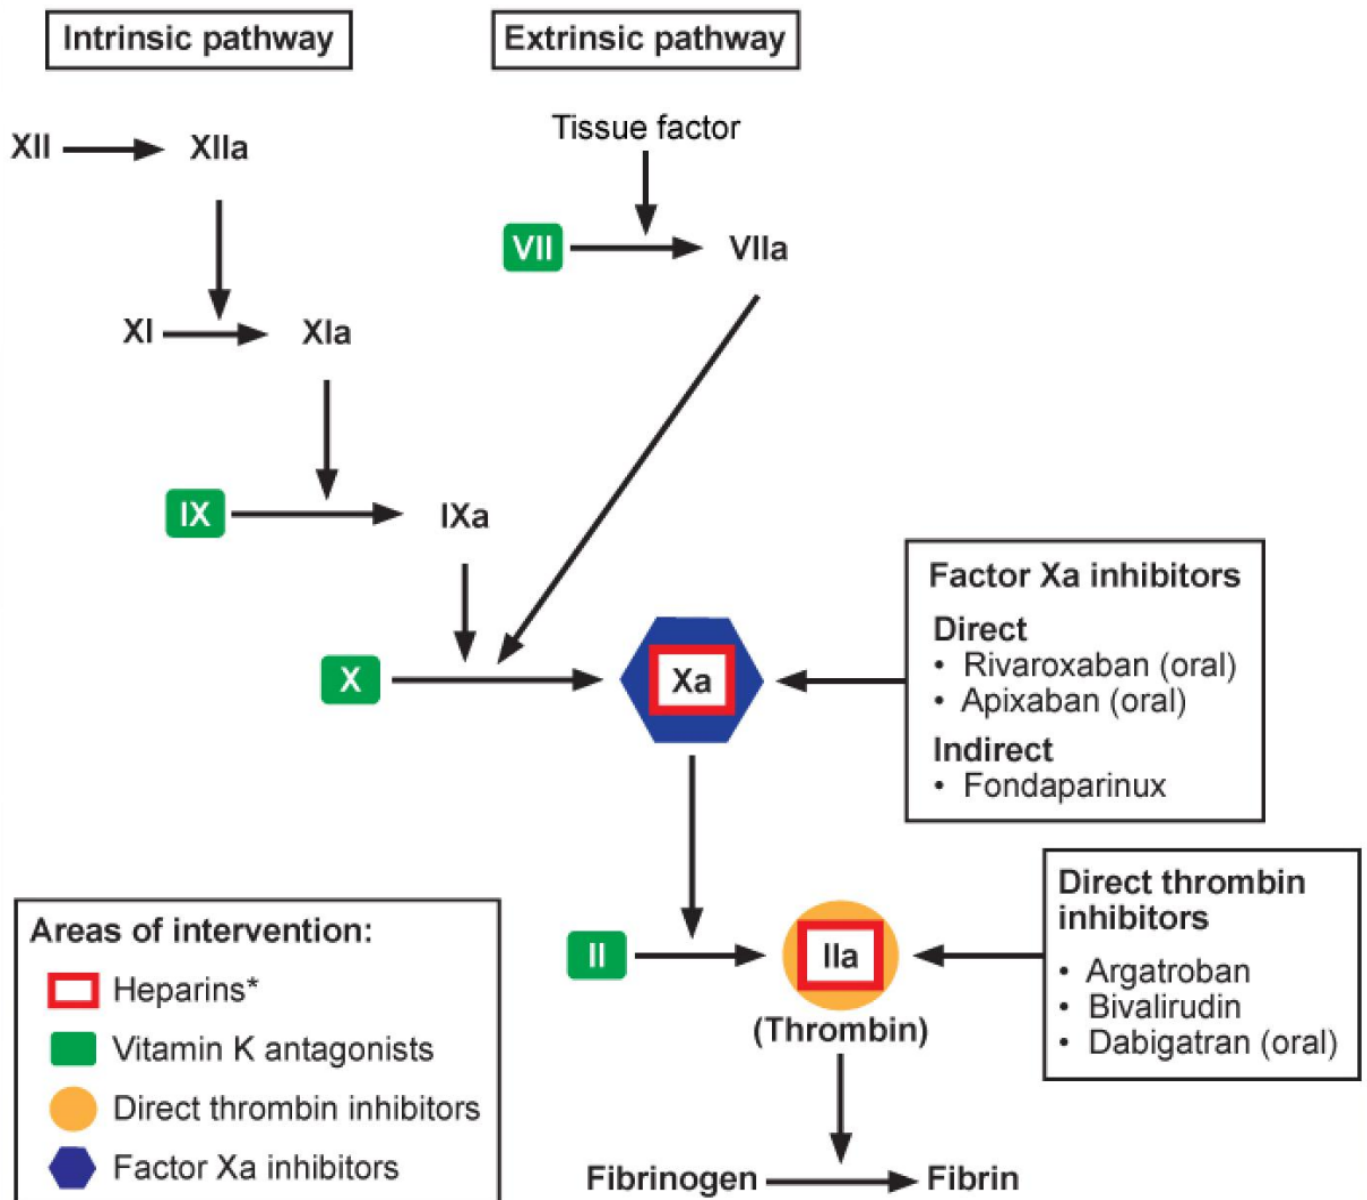 Intrinsic pathway
Extrinsic pathway
Tissue factor
XII
XIIa
VII
VIIa
XI
XIa
IX
IXa
X
Xa
Factor Xa inhibitors
Direct
• Rivaroxaban (oral)
• Apixaban (oral)
Indirect
• Fondaparinux
II
IIa
(Thrombin)
Direct thrombin
inhibitors
• Argatroban
• Bivalirudin
• Dabigatran (oral)
Fibrinogen
Fibrin
Areas of intervention:
Heparins*
Vitamin K antagonists
Direct thrombin inhibitors
Factor Xa inhibitors